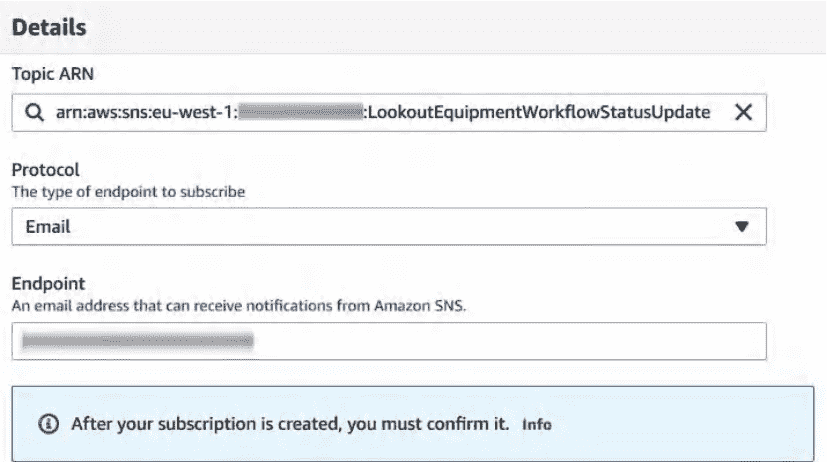 Details
Topic ARN
arn:aws:sns:eu-west-1: :LookoutEquipmentWorkflowStatusUpdate
Protocol
The type of endpoint to subscribe
Email
Endpoint
An email address that can receive notifications from Amazon SNS.
After your subscription is created, you must confirm it. Info